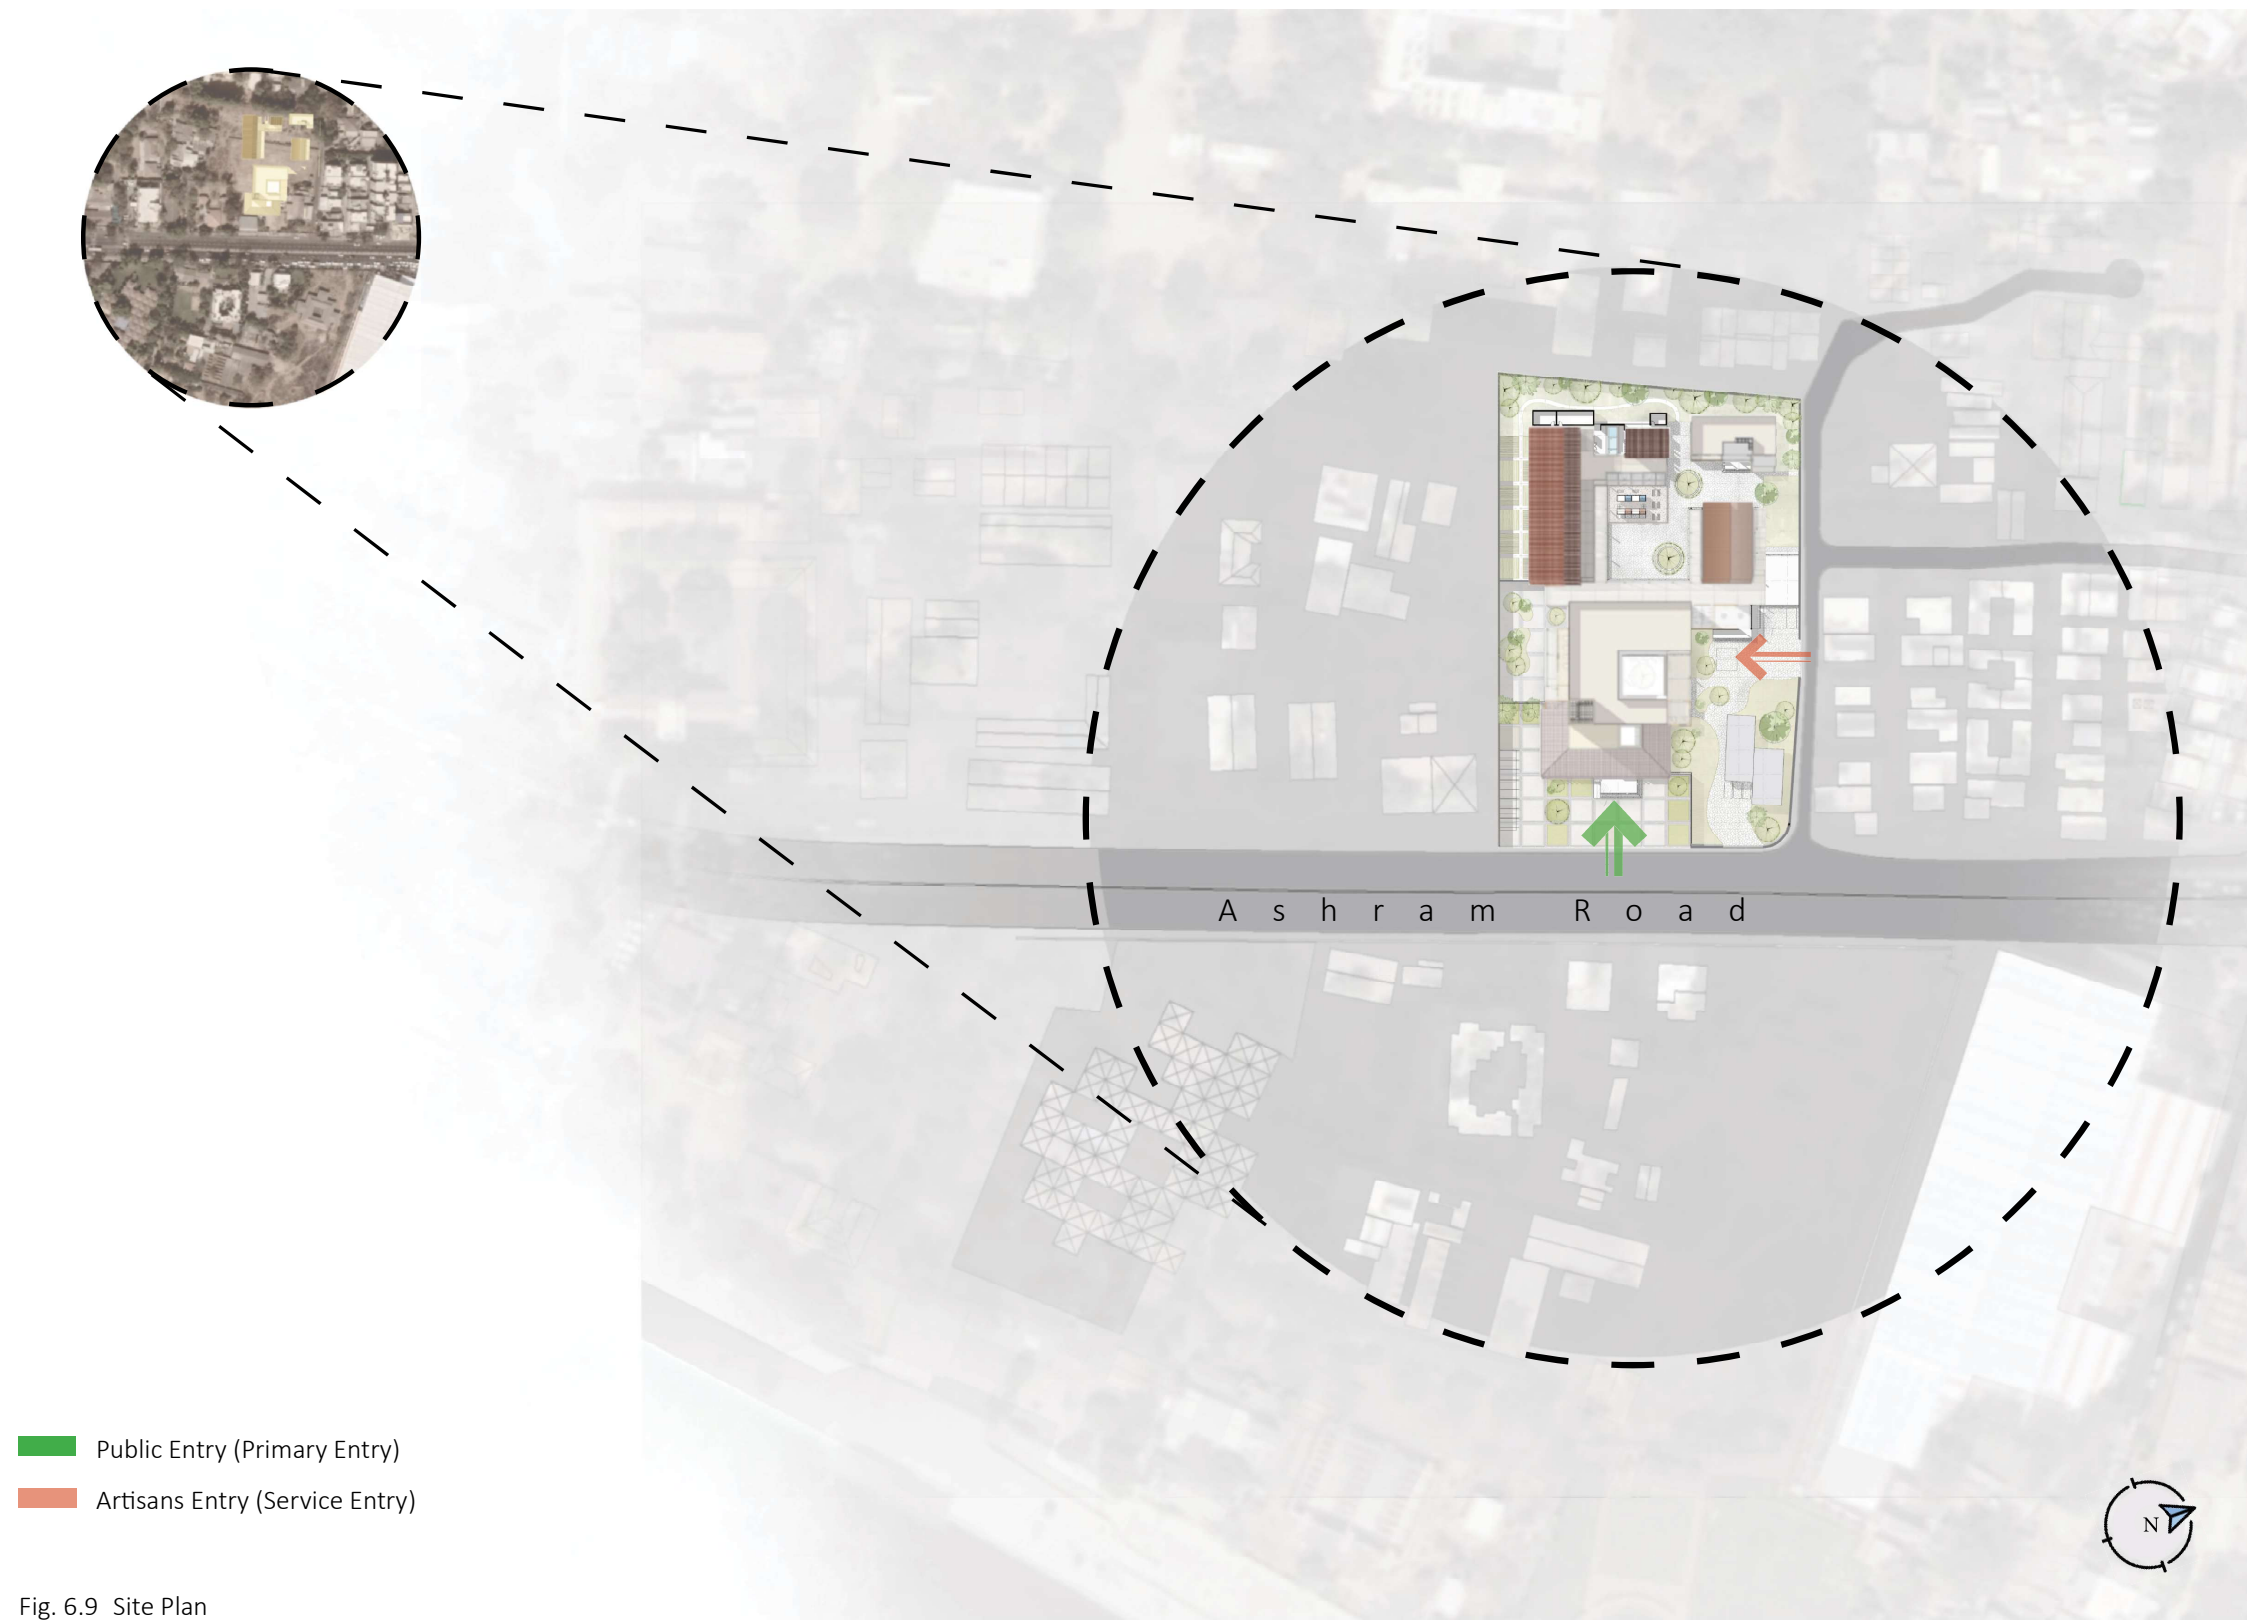 Ashram Road
Public Entry (Primary Entry)
Artisans Entry (Service Entry)
N
Fig. 6.9 Site Plan